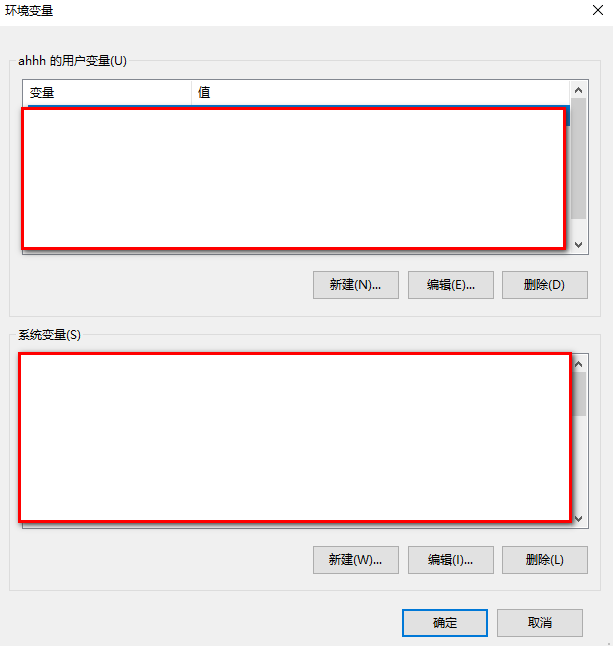 环境变量
ahhh 的用户变量(U)
变量 值
新建(N)... 编辑(E)... 删除(D)
系统变量(S)
新建(W)... 编辑(I)... 删除(L)
确定 取消